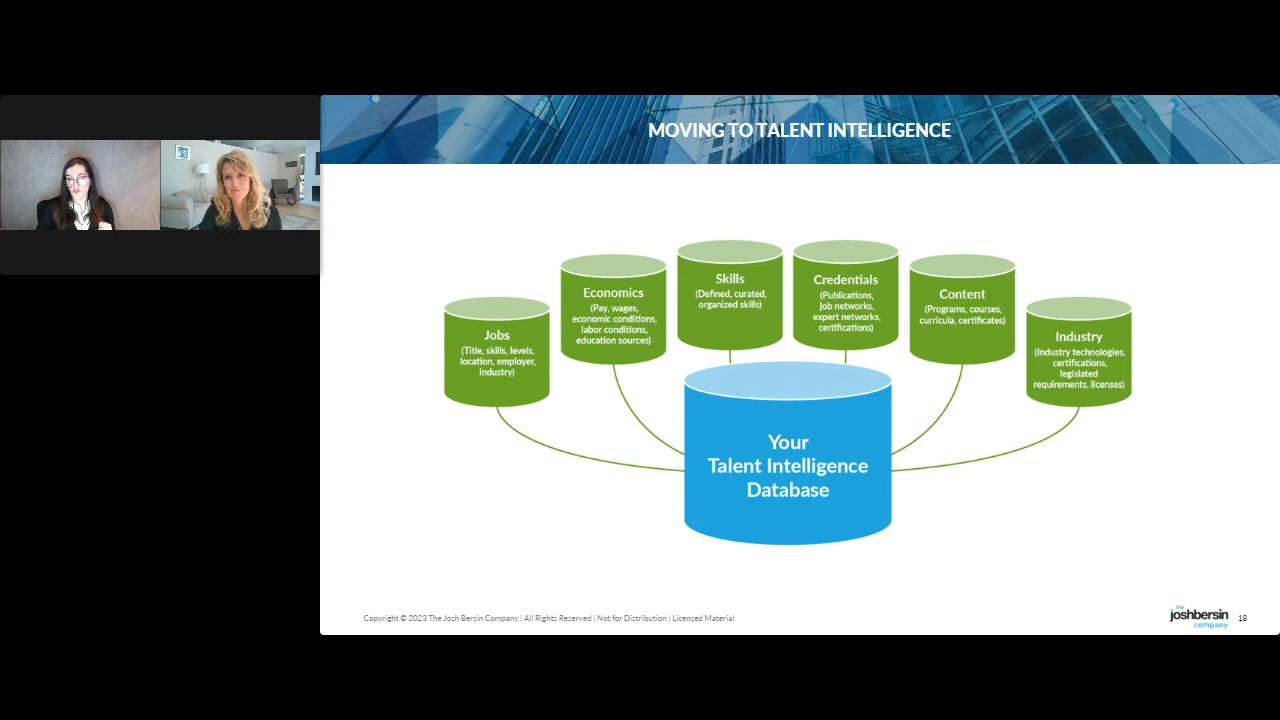 MOVING TO TALENT INTELLIGENCE
Jobs
(Title, skills, levels,
location, employer,
industry)
Economics
(Pay, wages,
economic conditions,
labor conditions,
education sources)
Skills
(Defined, curated,
organized skills)
Credentials
(Publications,
job networks,
expert networks,
certifications)
Content
(Programs, courses,
curricula, certificates)
Industry
(Industry technologies,
certifications,
legislated
requirements, licenses)
Your
Talent Intelligence
Database
Copyright © 2023 The Josh Bersin Company | All Rights Reserved | Not for Distribution | Licensed Material
the
joshbersin
company
18